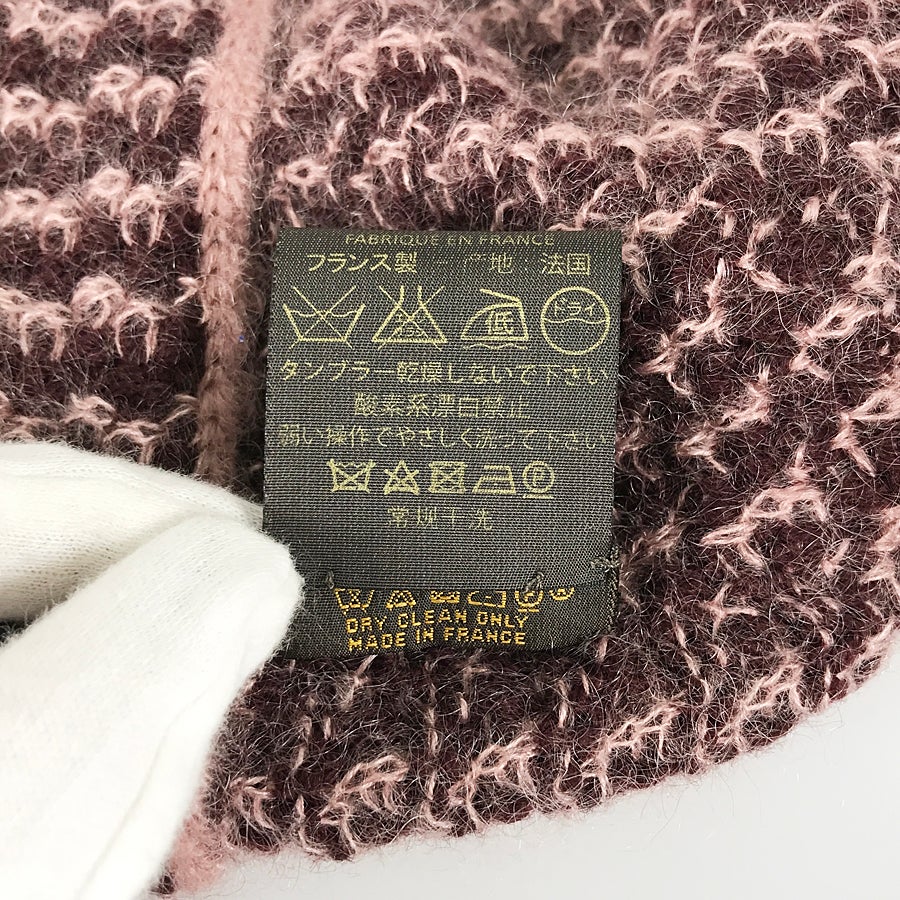 FABRIQUE EN FRANCE
フランス製 - 产地：法国
低 ドライ
タンブラー乾燥しないで下さい
酸素系漂白禁止
弱い操作でやさしく洗って下さい
P
常规干洗
DRY CLEAN ONLY
MADE IN FRANCE